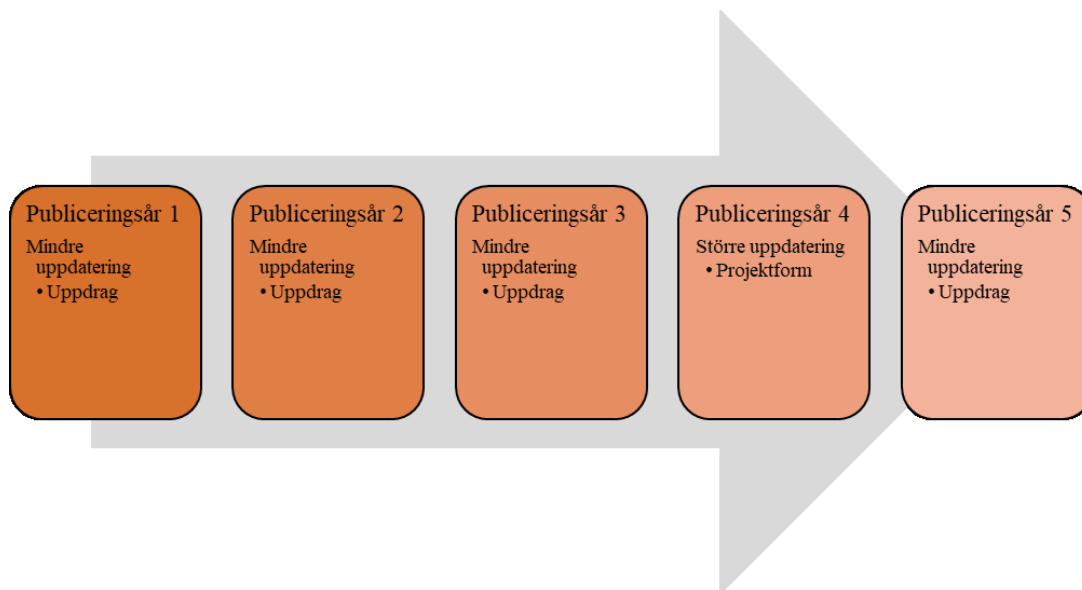 Publiceringsår 1
Mindre
uppdatering
• Uppdrag
Publiceringsår 2
Mindre
uppdatering
• Uppdrag
Publiceringsår 3
Mindre
uppdatering
• Uppdrag
Publiceringsår 4
Större uppdatering
• Projektform
Publiceringsår 5
Mindre
uppdatering
• Uppdrag